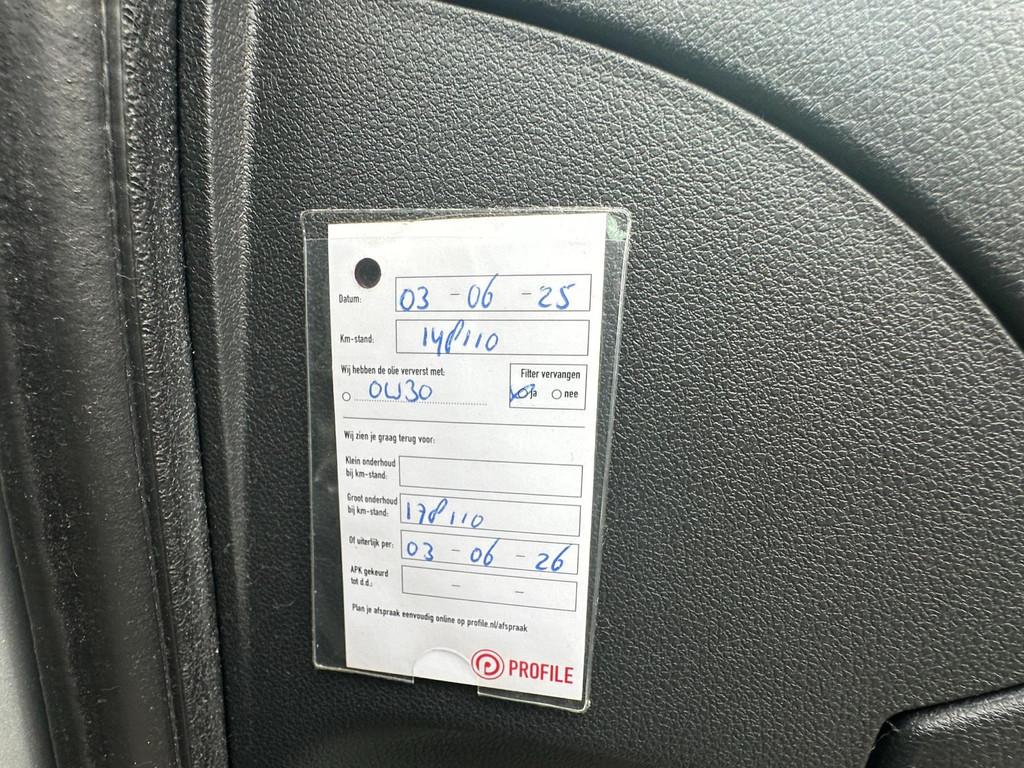 Datum: 03 - 06 - 25
Km-stand: 148110
Wij hebben de olie ververst met: Filter vervangen
0W30 ja nee
Wij zien je graag terug voor:
Klein onderhoud
bij km-stand:
Groot onderhoud
bij km-stand: 178110
Of uiterlijk per: 03 - 06 - 26
APK gekeurd
tot d.d.: - -
Plan je afspraak eenvoudig online op profile.nl/afspraak
PROFILE